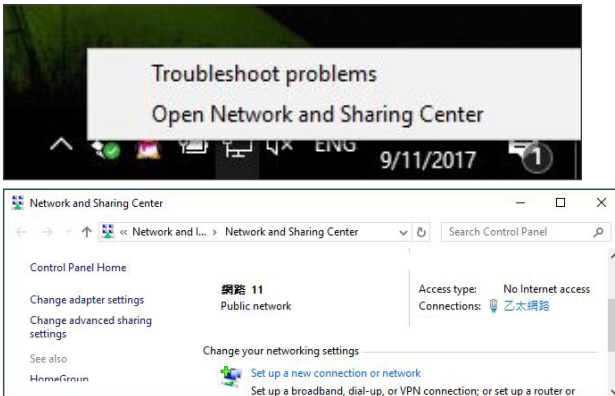 Troubleshoot problems
Open Network and Sharing Center
ENG
9/11/2017
1
Network and Sharing Center
« Network and I... > Network and Sharing Center
Search Control Panel
Control Panel Home
Change adapter settings
Change advanced sharing
settings
See also
HomeGroup
網路 11
Public network
Access type: No Internet access
Connections: 乙太網路
Change your networking settings
Set up a new connection or network
Set up a broadband, dial-up, or VPN connection; or set up a router or